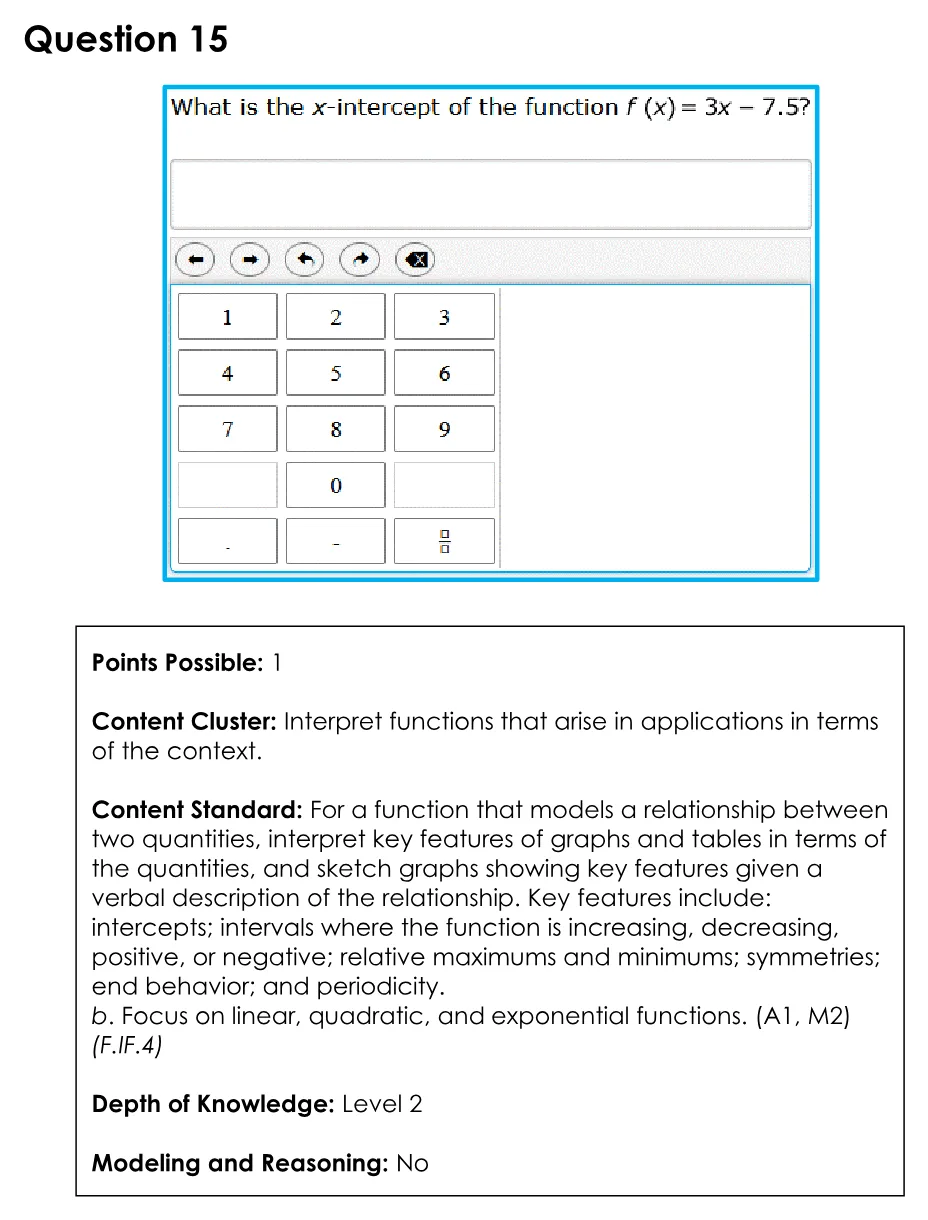 Question 15
What is the x-intercept of the function f (x) = 3x – 7.5?
1 2 3
4 5 6
7 8 9
0
. -
Points Possible: 1
Content Cluster: Interpret functions that arise in applications in terms
of the context.
Content Standard: For a function that models a relationship between
two quantities, interpret key features of graphs and tables in terms of
the quantities, and sketch graphs showing key features given a
verbal description of the relationship. Key features include:
intercepts; intervals where the function is increasing, decreasing,
positive, or negative; relative maximums and minimums; symmetries;
end behavior; and periodicity.
b. Focus on linear, quadratic, and exponential functions. (A1, M2)
(F.IF.4)
Depth of Knowledge: Level 2
Modeling and Reasoning: No